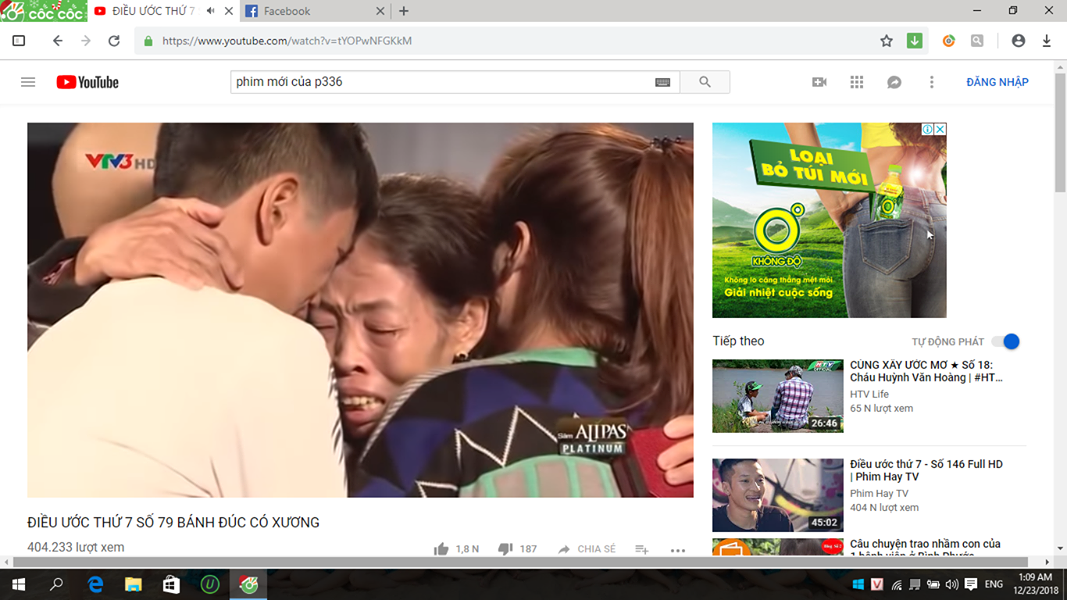 CỐC CỐC
ĐIỀU ƯỚC THỨ 7
Facebook
https://www.youtube.com/watch?v=tYOPwNFGKkM
YouTube
phim mới của p336
ĐĂNG NHẬP
VTV3 HD
Sâm ALIPAS
PLATINUM
ĐIỀU ƯỚC THỨ 7 SỐ 79 BÁNH ĐÚC CÓ XƯƠNG
404.233 lượt xem
1,8 N
187
CHIA SẺ
LOẠI
BỎ TÚI MỚI
KHÔNG ĐỘ
Không lo căng thẳng mệt mỏi
Giải nhiệt cuộc sống
Tiếp theo
TỰ ĐỘNG PHÁT
26:46
CÙNG XÂY ƯỚC MƠ ★ Số 18:
Cháu Huỳnh Văn Hoàng | #HT...
HTV Life
65 N lượt xem
45:02
Điều ước thứ 7 - Số 146 Full HD
| Phim Hay TV
Phim Hay TV
404 N lượt xem
Câu chuyện trao nhầm con của
1 bệnh viện ở Bình Phước
ENG
1:09 AM
12/23/2018